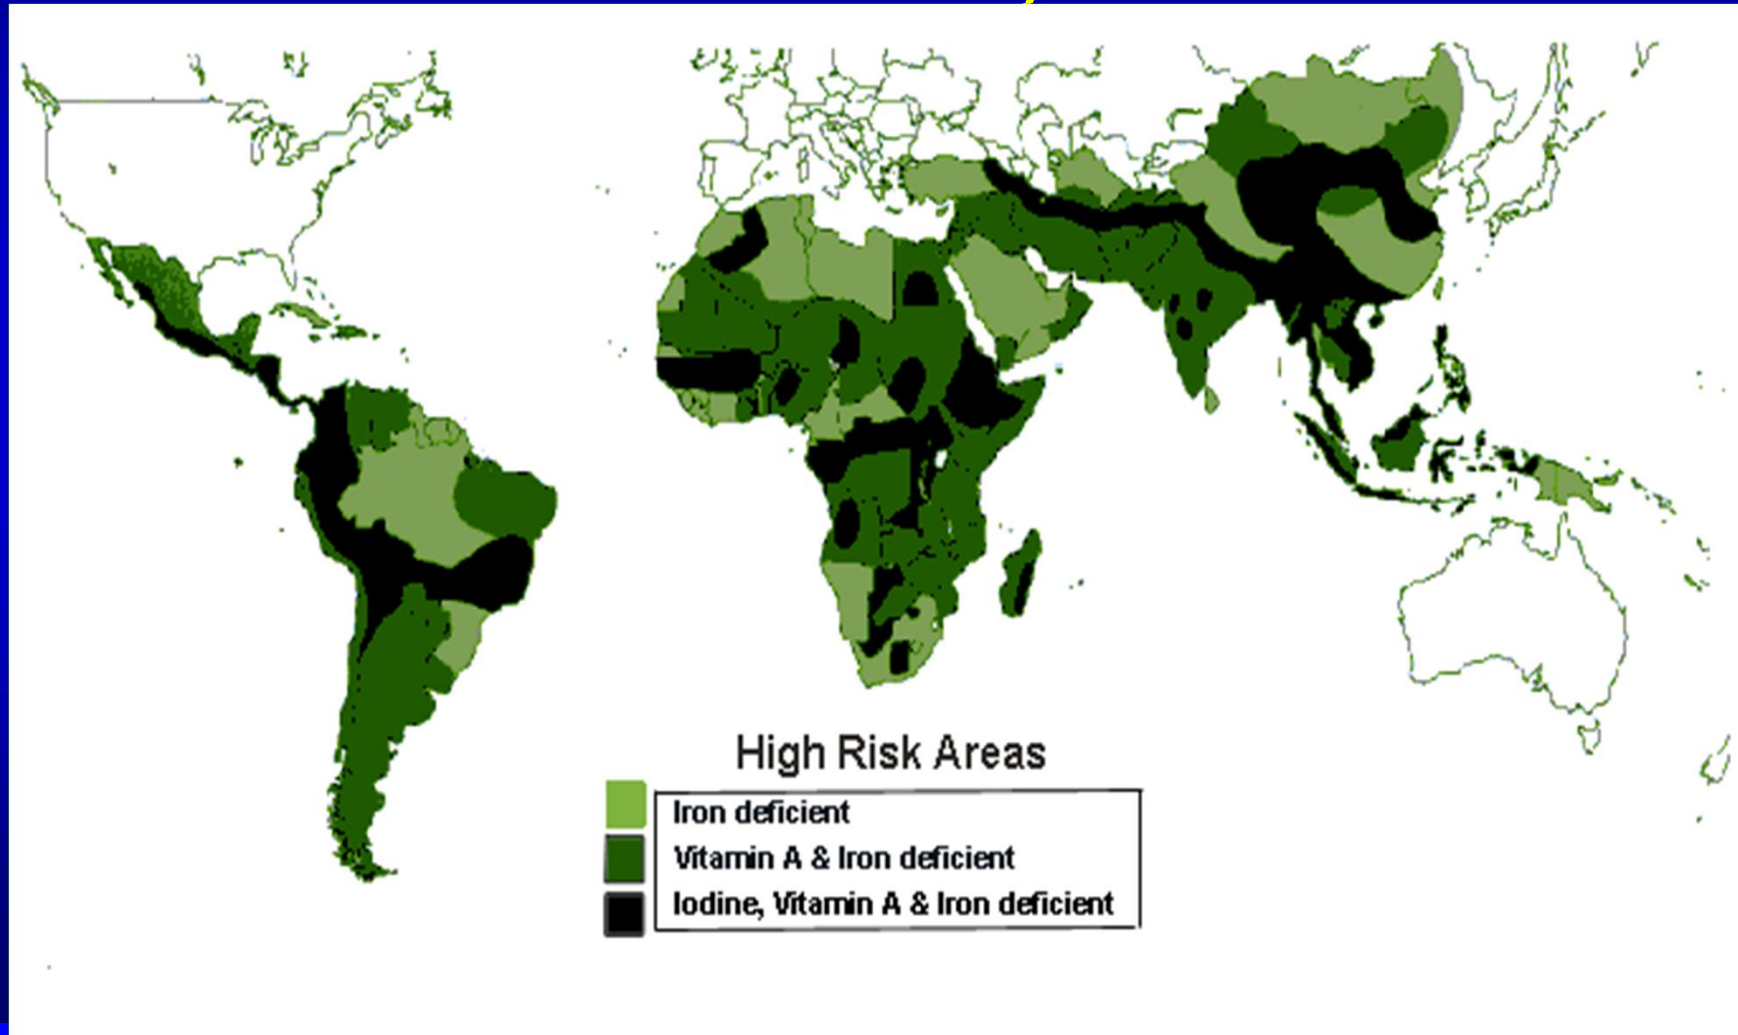 High Risk Areas
Iron deficient
Vitamin A & Iron deficient
Iodine, Vitamin A & Iron deficient